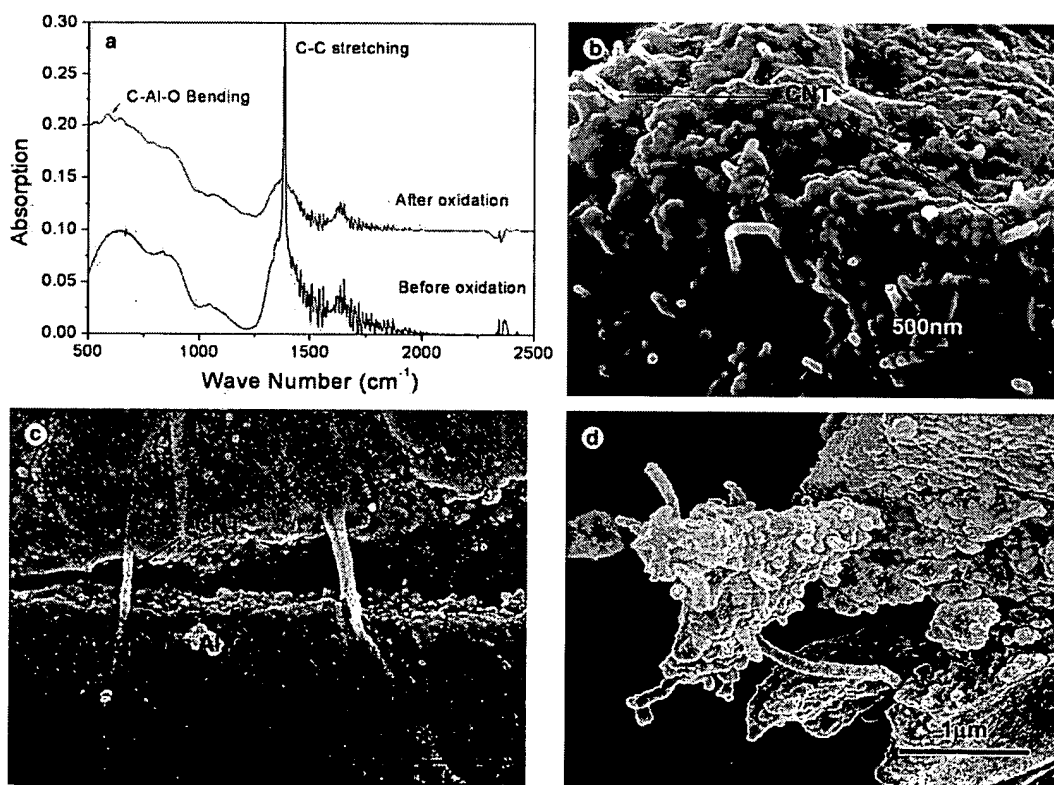 a
0.30
0.25
0.20
0.15
0.10
0.05
0.00
Absorption
C-C stretching
C-Al-O Bending
After oxidation
Before oxidation
500
1000
1500
2000
2500
Wave Number (cm⁻¹)
b
CNT
500nm
c
Al
d
1μm